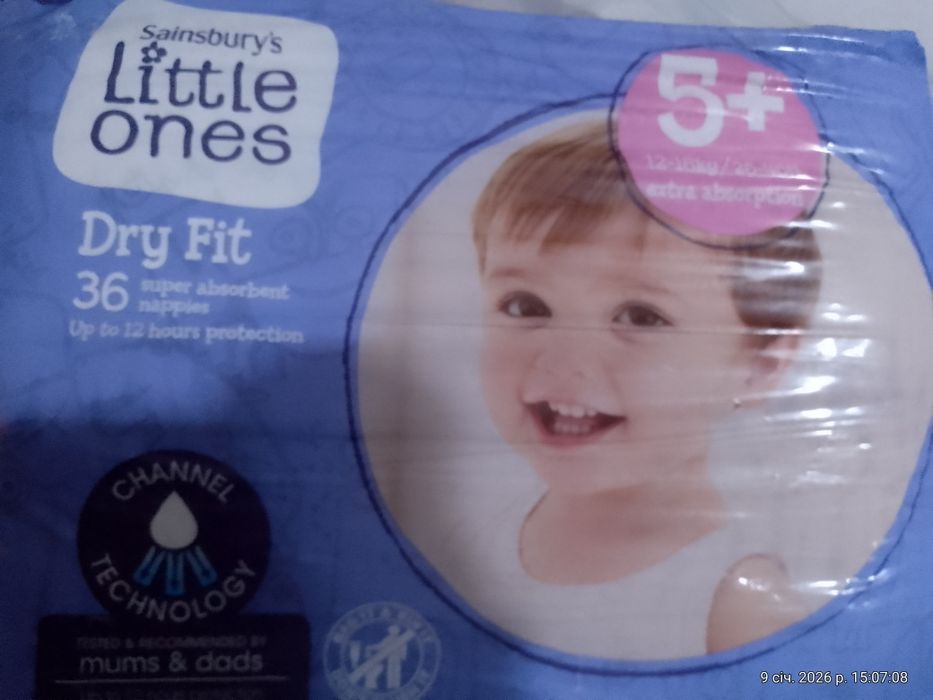 Sainsbury's
Little
ones
5+
extra absorption
Dry Fit
36 super absorbent
nappies
Up to 12 hours protection
CHANNEL
TECHNOLOGY
TESTED & RECOMMENDED BY
mums & dads
9 січ. 2026 р. 15:07:08